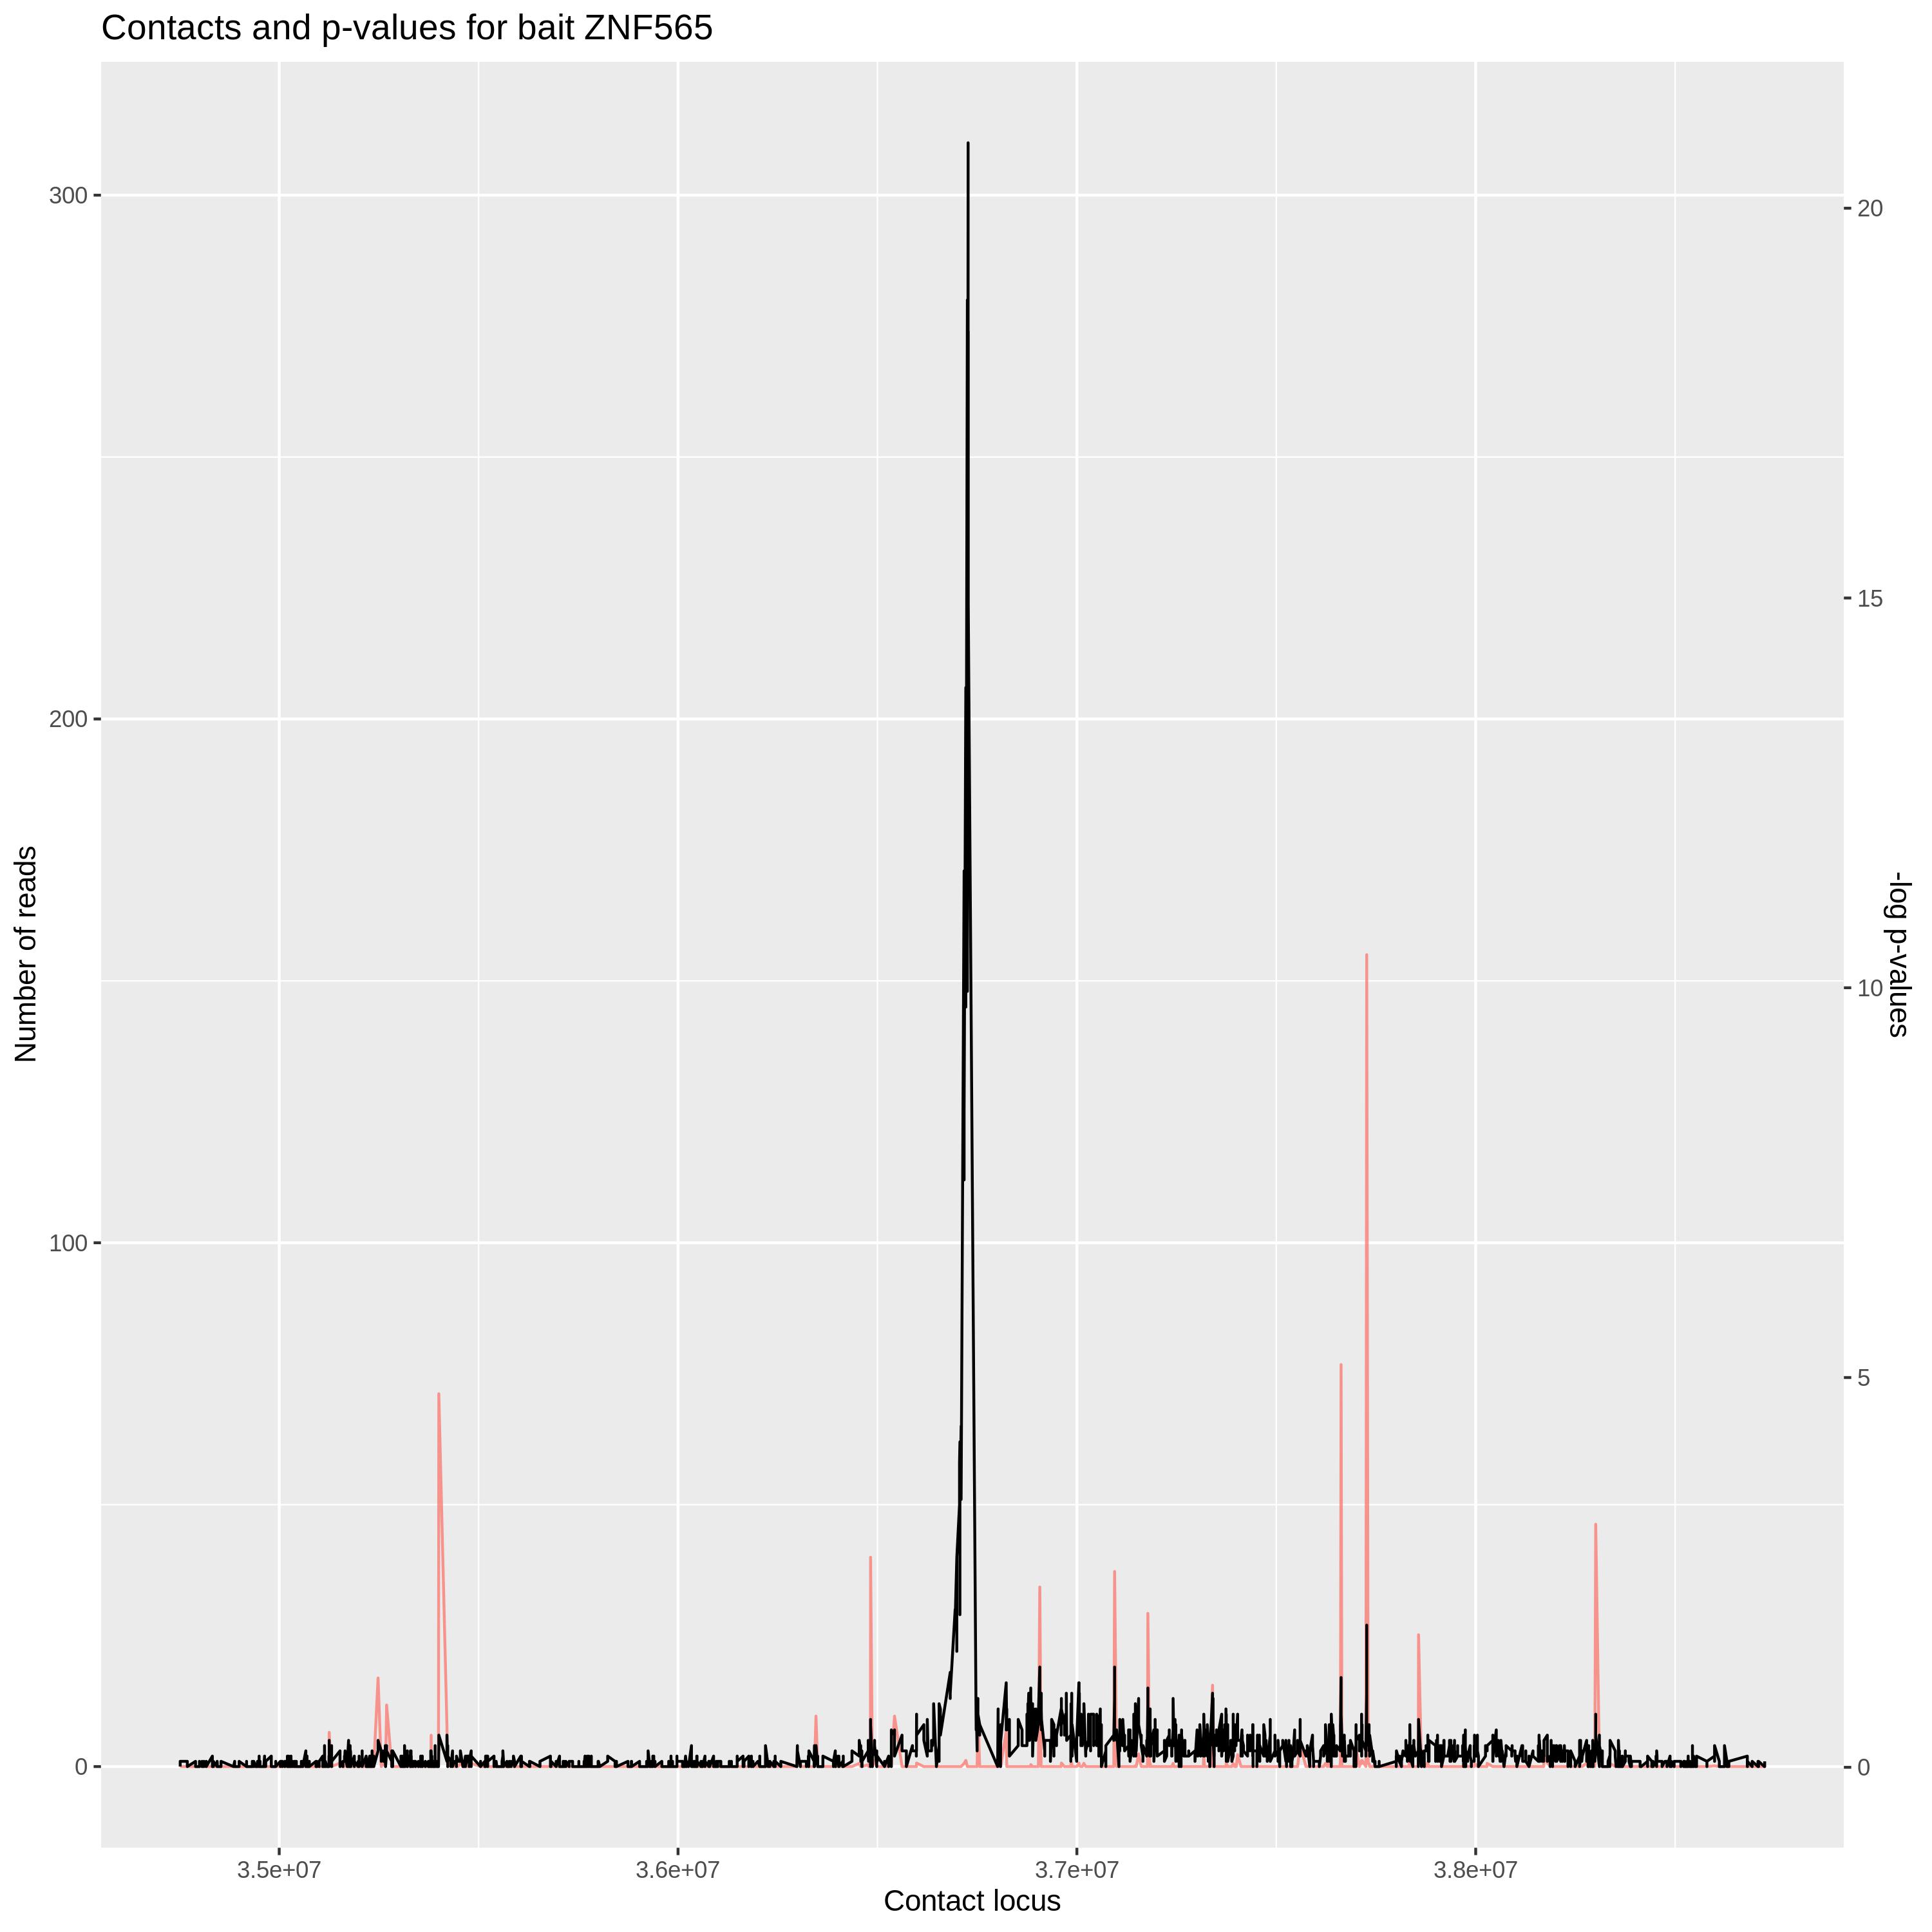 Contacts and p-values for bait ZNF565
300
200
100
0
Number of reads
20
15
10
5
0
-log p-values
3.5e+07 3.6e+07 3.7e+07 3.8e+07
Contact locus